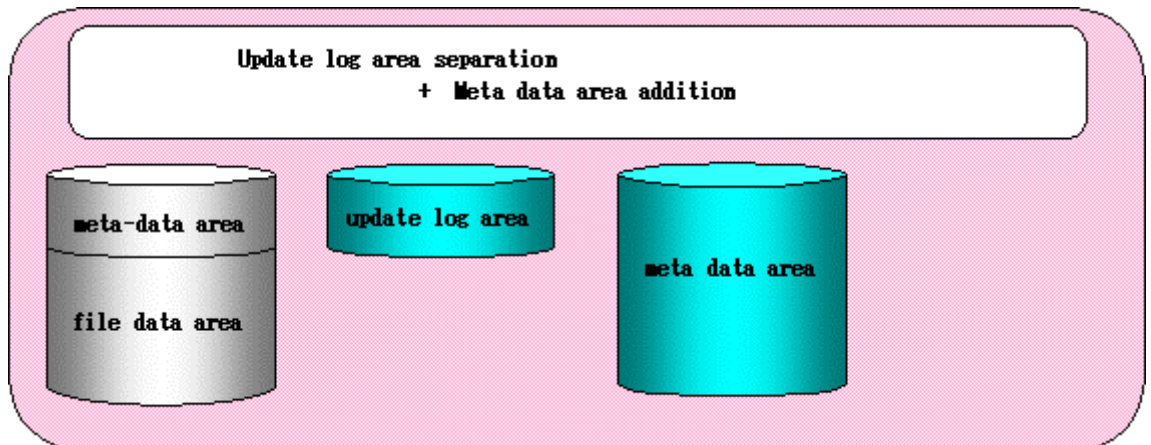 Update log area separation
+ Meta data area addition
meta-data area
file data area
update log area
meta data area